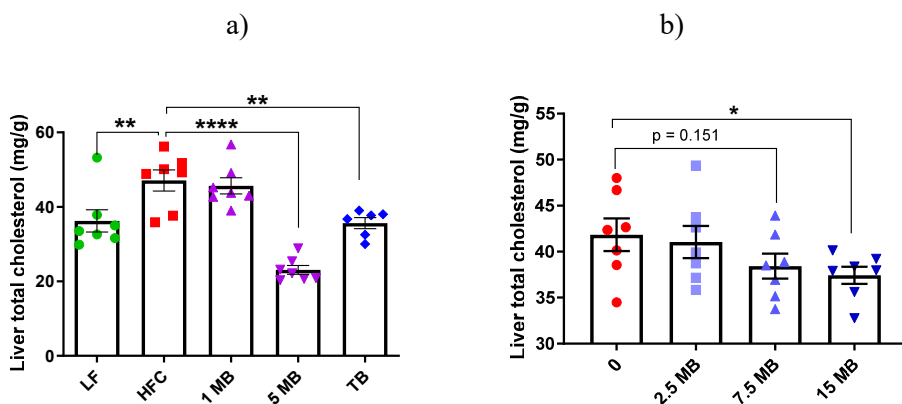 a)
b)
Liver total cholesterol (mg/g)
60
40
20
0
**
****
**
LF
HFC
1 MB
5 MB
TB
Liver total cholesterol (mg/g)
55
50
45
40
35
30
*
p = 0.151
0
2.5 MB
7.5 MB
15 MB